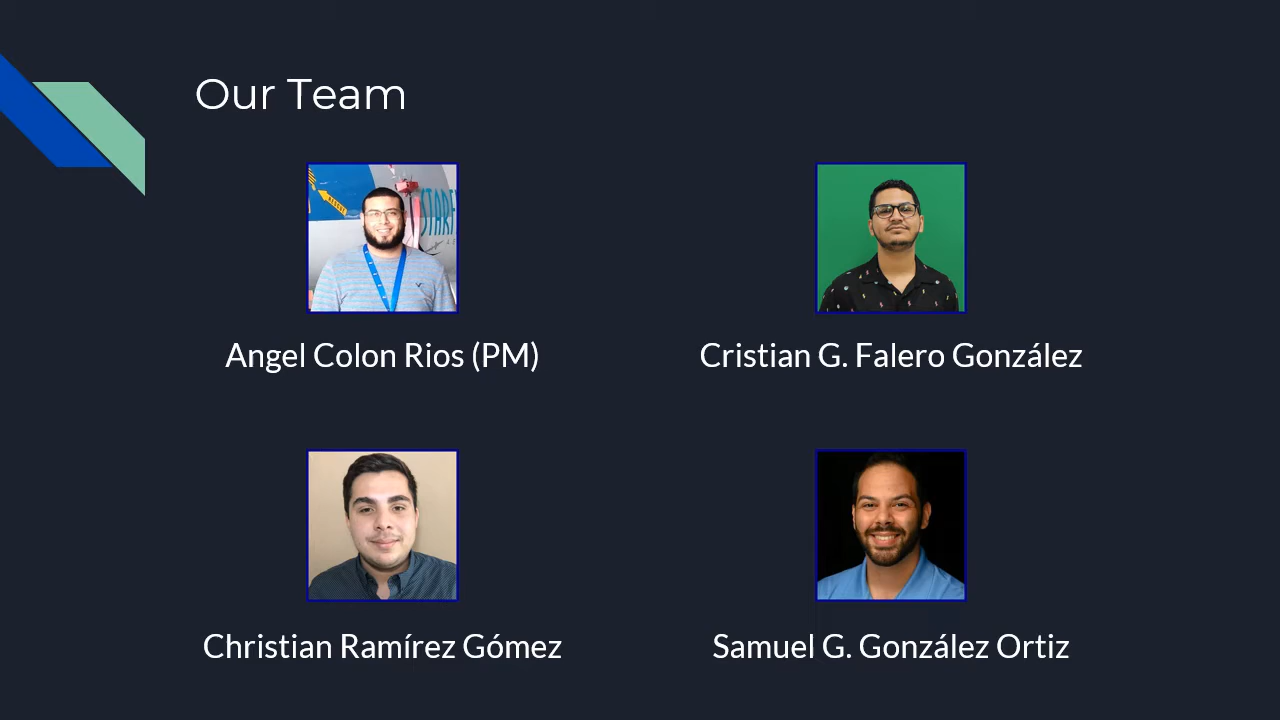 Our Team
Angel Colon Rios (PM)
Cristian G. Falero González
Christian Ramírez Gómez
Samuel G. González Ortiz